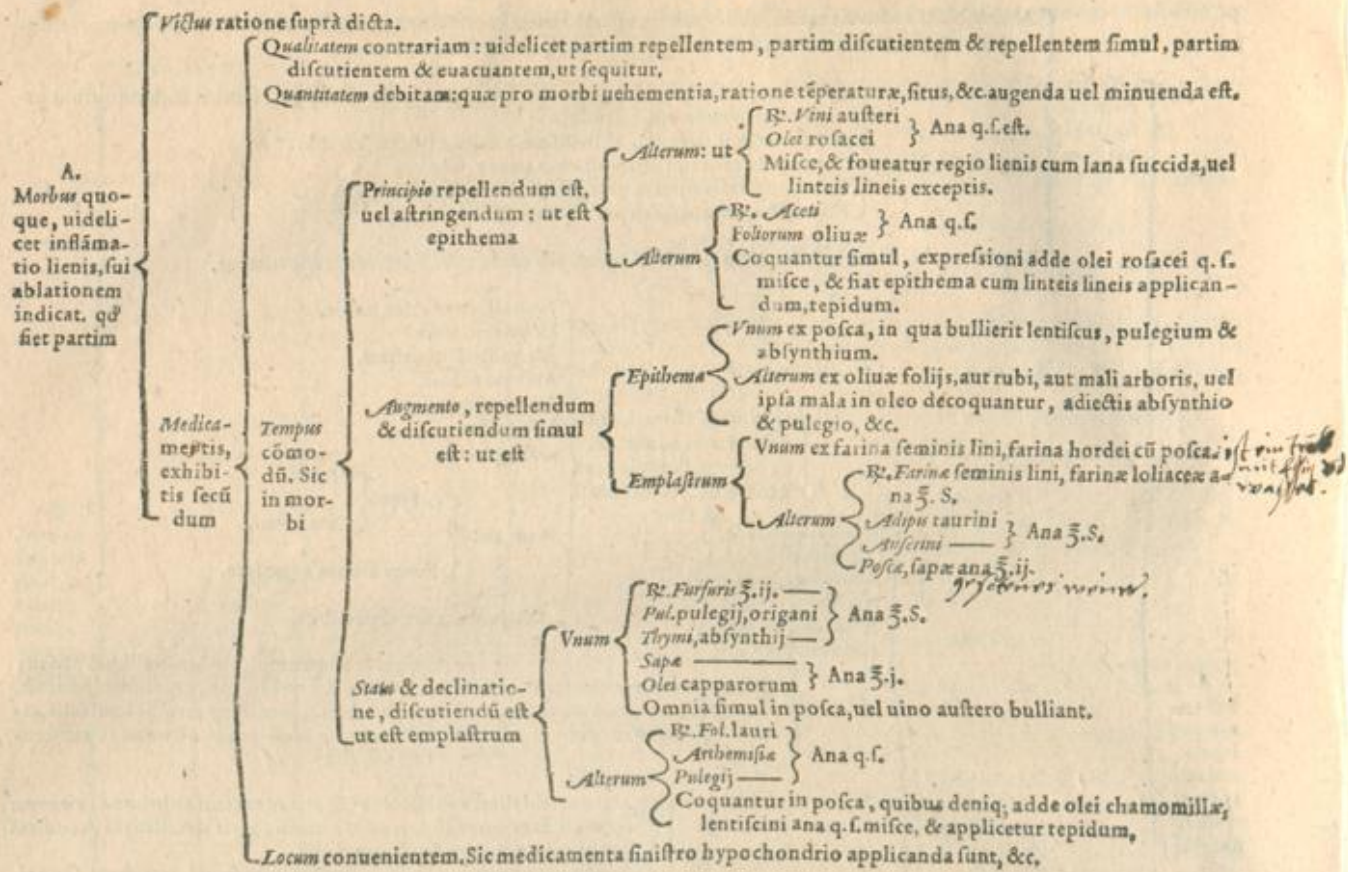 Victus ratione suprà dicta.
Qualitatem contrariam: uidelicet partim repellentem, partim discutientem & repellentem simul, partim
discutientem & euacuantem, ut sequitur.
Quantitatem debitam: quæ pro morbi uehementia, ratione tēperaturæ, situs, &c. augenda uel minuenda est.
A.
Morbus quo-
que, uideli-
cet inflāma-
tio lienis, sui
ablationem
indicat. qđ
fiet partim
Medica-
mentis,
exhibi-
tis secū
dum
Tempus
cōmo-
dū. Sic
in mor-
bi
Principio repellendum est,
uel astringendum: ut est
epithema
Alterum: ut
℞. Vini austeri
Olei rosacei
Ana q.s. est.
Misce, & foueatur regio lienis cum lana succida, uel
linteis lineis exceptis.
Alterum
℞. Aceti
Foliorum oliuæ
Ana q.s.
Coquantur simul, expressioni adde olei rosacei q. s.
misce, & fiat epithema cum linteis lineis applican-
dum, tepidum.
Augmento, repellendum
& discutiendum simul
est: ut est
Epithema
Vnum ex posca, in qua bullierit lentiscus, pulegium &
absynthium.
Alterum ex oliuæ folijs, aut rubi, aut mali arboris, uel
ipsa mala in oleo decoquantur, adiectis absynthio
& pulegio, &c.
Emplastrum
Vnum ex farina seminis lini, farina hordei cū posca.
Alterum
℞. Farinæ seminis lini, farinæ loliaceæ a-
na ℥. S.
Adipis taurini
Anserini
Ana ℥.S.
Poscæ, sapæ ana ℥.ij.
Statu & declinatio-
ne, discutiendū est
ut est emplastrum
Vnum
℞. Furfuris ℥.ij.
Pul. pulegij, origani
Thymi, absynthij
Ana ℥.S.
Sapæ
Olei capparorum
Ana ℥.j.
Omnia simul in posca, uel uino austero bulliant.
Alterum
℞. Fol. lauri
Arthemisiæ
Pulegij
Ana q.s.
Coquantur in posca, quibus deniq; adde olei chamomillæ,
lentiscini ana q.s. misce, & applicetur tepidum.
Locum conuenientem. Sic medicamenta sinistro hypochondrio applicanda sunt, &c.